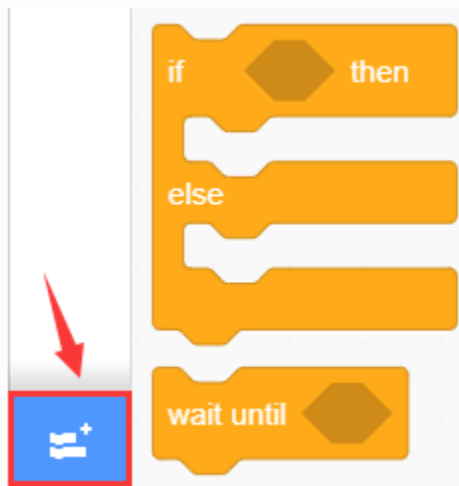 if then
else
wait until